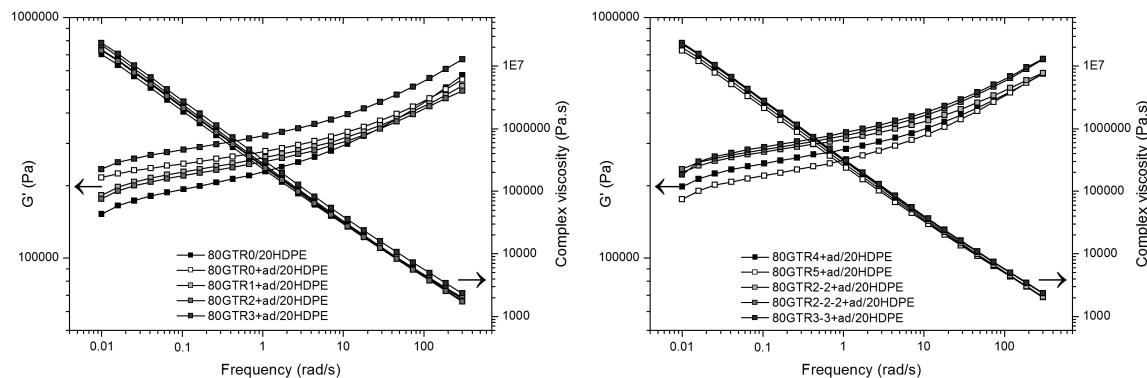 1000000
100000
G' (Pa)
1E7
1000000
100000
10000
1000
Complex viscosity (Pa.s)
80GTR0/20HDPE
80GTR0+ad/20HDPE
80GTR1+ad/20HDPE
80GTR2+ad/20HDPE
80GTR3+ad/20HDPE
0.01 0.1 1 10 100
Frequency (rad/s)
1000000
100000
G' (Pa)
1E7
1000000
100000
10000
1000
Complex viscosity (Pa.s)
80GTR4+ad/20HDPE
80GTR5+ad/20HDPE
80GTR2-2+ad/20HDPE
80GTR2-2-2+ad/20HDPE
80GTR3-3+ad/20HDPE
0.01 0.1 1 10 100
Frequency (rad/s)